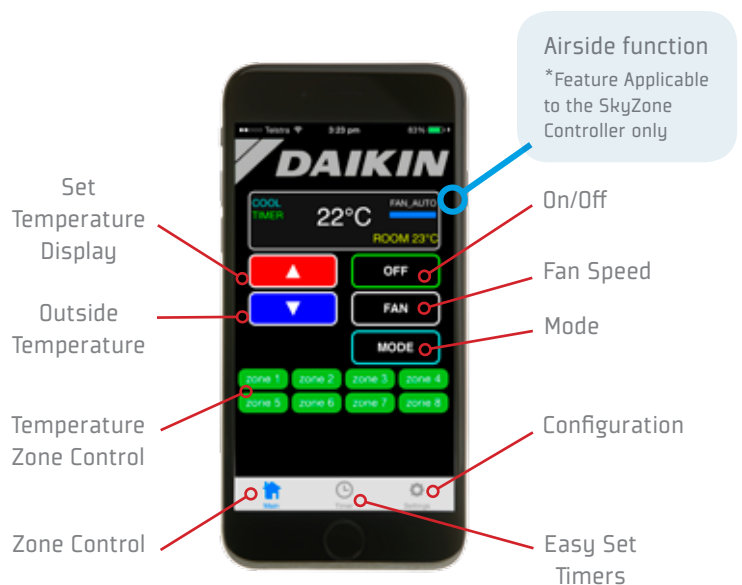 Airside function
*Feature Applicable
to the SkyZone
Controller only
Telstra 3:23 pm 83%
DAIKIN
COOL
TIMER
22°C
FAN_AUTO
ROOM 23°C
OFF
FAN
MODE
zone 1 zone 2 zone 3 zone 4
zone 5 zone 6 zone 7 zone 8
Main Timer Settings
Set
Temperature
Display
Outside
Temperature
Temperature
Zone Control
Zone Control
On/Off
Fan Speed
Mode
Configuration
Easy Set
Timers